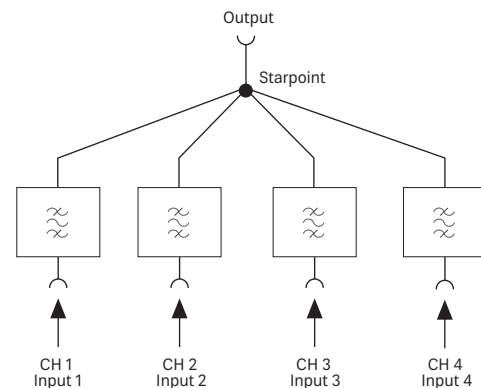 Output
Starpoint
CH 1
Input 1
CH 2
Input 2
CH 3
Input 3
CH 4
Input 4